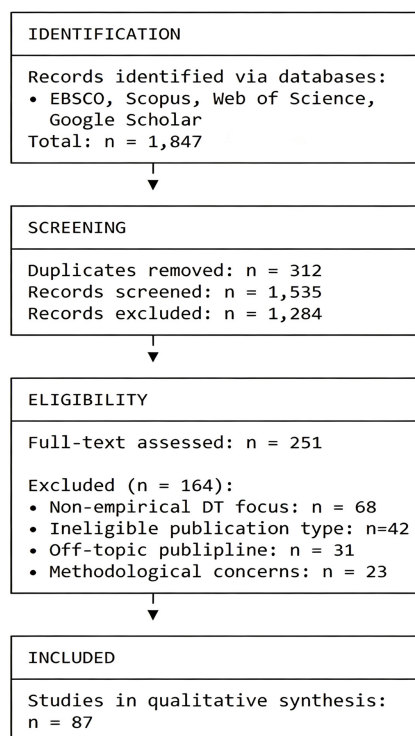 IDENTIFICATION
Records identified via databases:
• EBSCO, Scopus, Web of Science,
Google Scholar
Total: n = 1,847
SCREENING
Duplicates removed: n = 312
Records screened: n = 1,535
Records excluded: n = 1,284
ELIGIBILITY
Full-text assessed: n = 251
Excluded (n = 164):
• Non-empirical DT focus: n = 68
• Ineligible publication type: n=42
• Off-topic publipline: n = 31
• Methodological concerns: n = 23
INCLUDED
Studies in qualitative synthesis:
n = 87